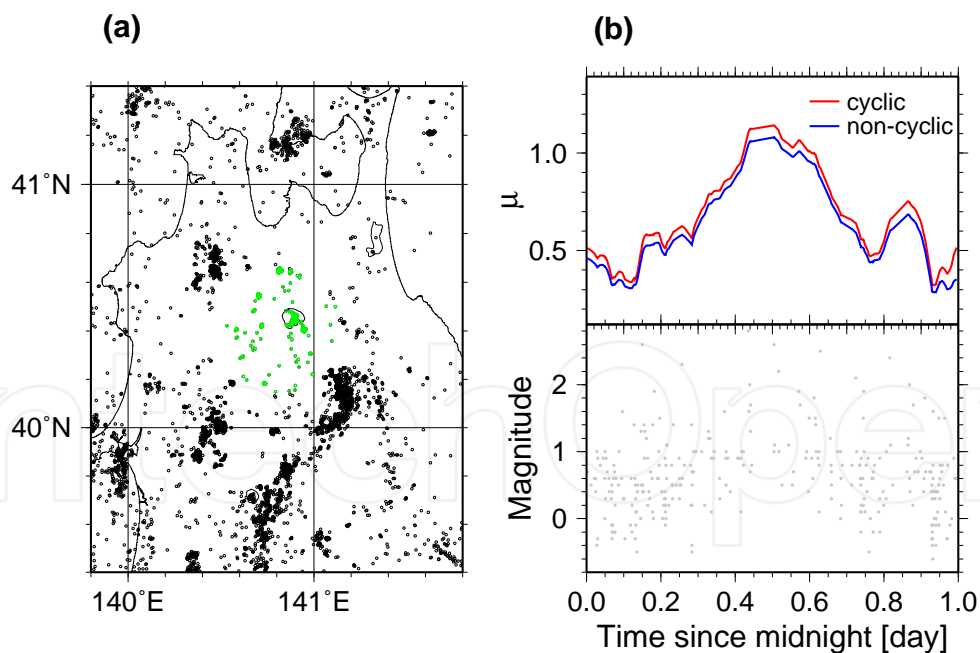 (a)
(b)
41°N
40°N
140°E
141°E
cyclic
non-cyclic
μ
1.0
0.5
Magnitude
2
1
0
0.0 0.2 0.4 0.6 0.8 1.0
Time since midnight [day]
ntechOpe